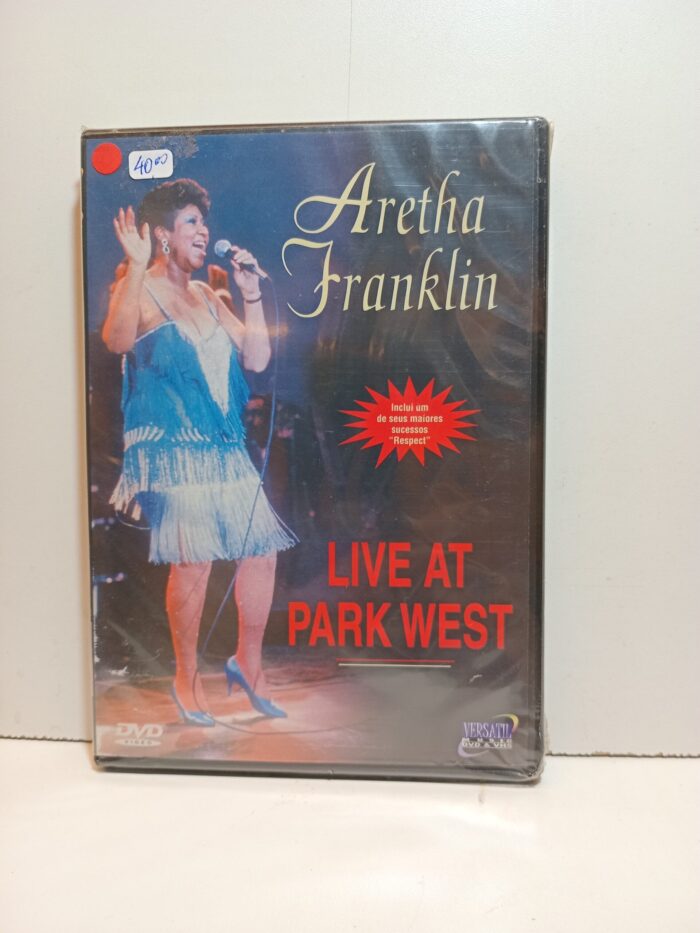 40,00
Aretha
Franklin
Inclui um
de seus maiores
sucessos
"Respect"
LIVE AT
PARK WEST
DVD
VIDEO
VERSATIL
MUSIC
DVD & VHS